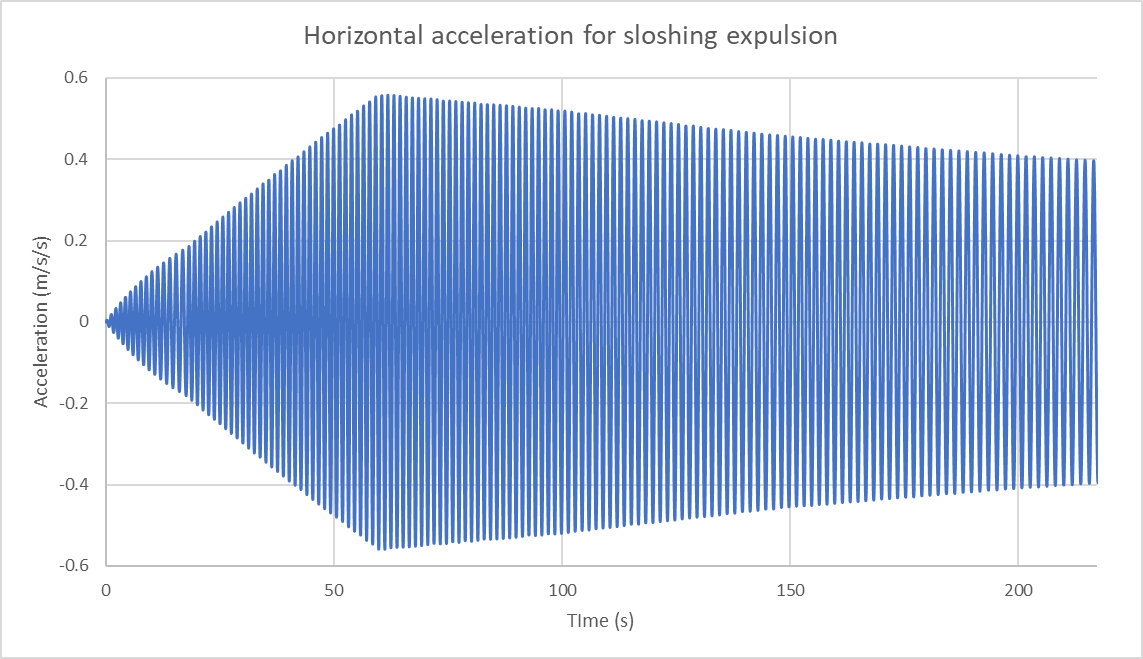 Horizontal acceleration for sloshing expulsion
0.6
0.4
0.2
0
-0.2
-0.4
-0.6
Acceleration (m/s/s)
0 50 100 150 200
TIme (s)